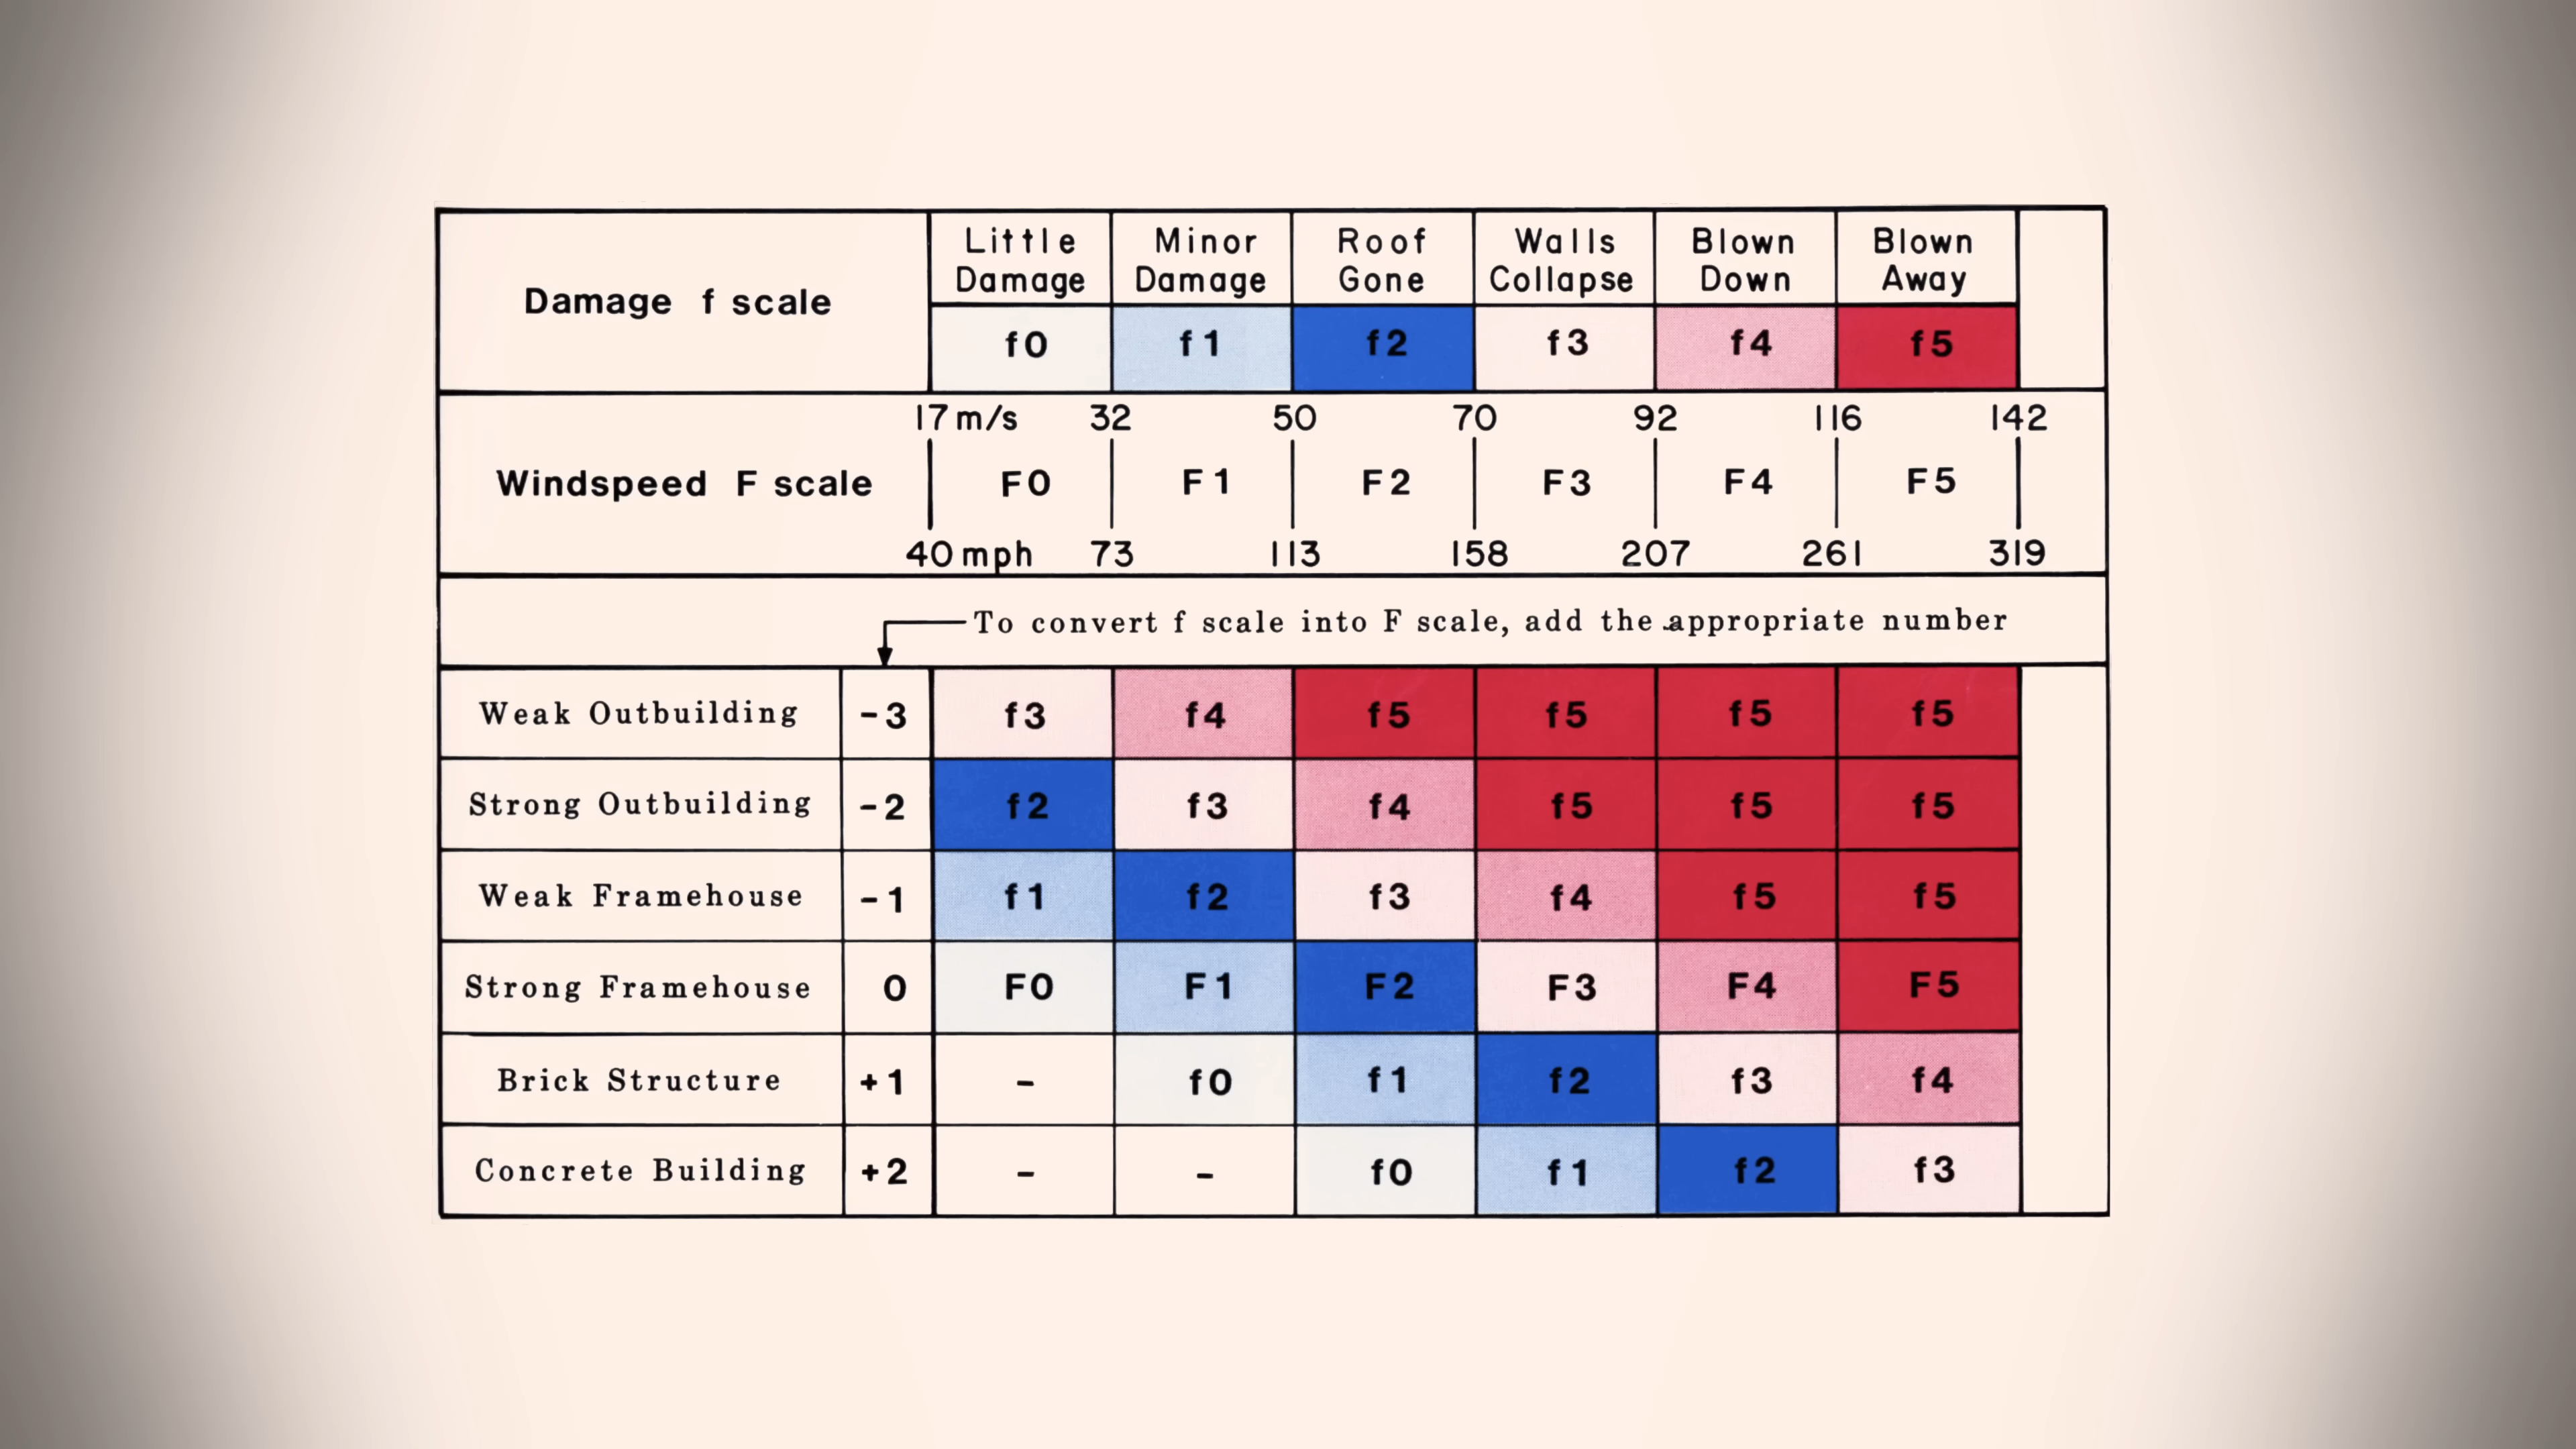 Damage f scale
Little Damage
Minor Damage
Roof Gone
Walls Collapse
Blown Down
Blown Away
f0 f1 f2 f3 f4 f5
17 m/s 32 50 70 92 116 142
Windspeed F scale F0 F1 F2 F3 F4 F5
40 mph 73 113 158 207 261 319
To convert f scale into F scale, add the appropriate number
Weak Outbuilding -3 f3 f4 f5 f5 f5 f5
Strong Outbuilding -2 f2 f3 f4 f5 f5 f5
Weak Framehouse -1 f1 f2 f3 f4 f5 f5
Strong Framehouse 0 F0 F1 F2 F3 F4 F5
Brick Structure +1 - f0 f1 f2 f3 f4
Concrete Building +2 - - f0 f1 f2 f3